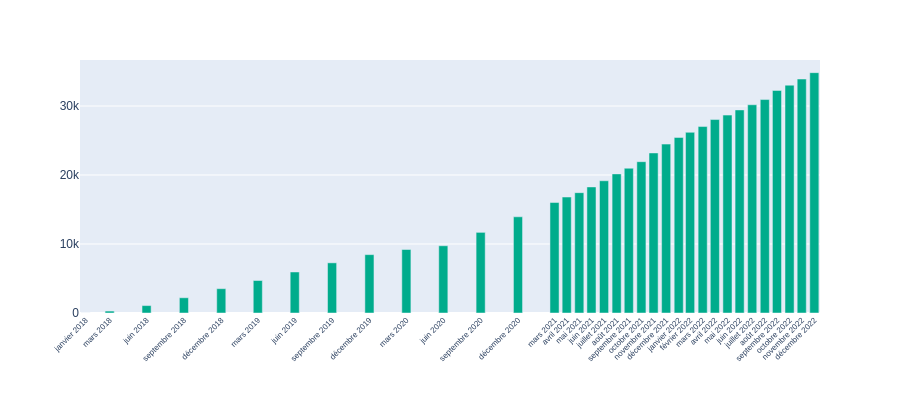 30k
20k
10k
0
janvier 2018
mars 2018
juin 2018
septembre 2018
décembre 2018
mars 2019
juin 2019
septembre 2019
décembre 2019
mars 2020
juin 2020
septembre 2020
décembre 2020
mars 2021
avril 2021
mai 2021
juin 2021
juillet 2021
août 2021
septembre 2021
octobre 2021
novembre 2021
décembre 2021
janvier 2022
février 2022
mars 2022
avril 2022
mai 2022
juin 2022
juillet 2022
août 2022
septembre 2022
octobre 2022
novembre 2022
décembre 2022